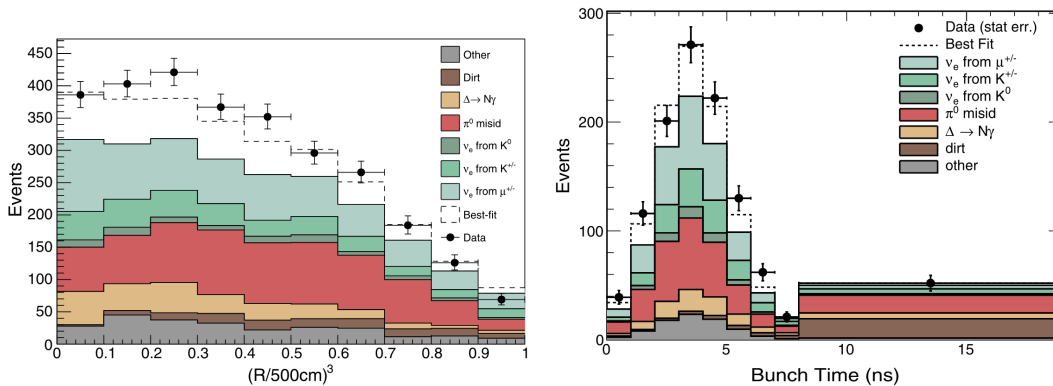 450
400
350
300
250
200
150
100
50
0
Events
Other
Dirt
Δ→ Nγ
π⁰ misid
νₑ from K⁰
νₑ from K⁺/⁻
νₑ from μ⁺/⁻
Best-fit
Data
0 0.1 0.2 0.3 0.4 0.5 0.6 0.7 0.8 0.9 1
(R/500cm)³
300
200
100
0
Events
Data (stat err.)
Best Fit
νₑ from μ⁺/⁻
νₑ from K⁺/⁻
νₑ from K⁰
π⁰ misid
Δ → Nγ
dirt
other
0 5 10 15
Bunch Time (ns)